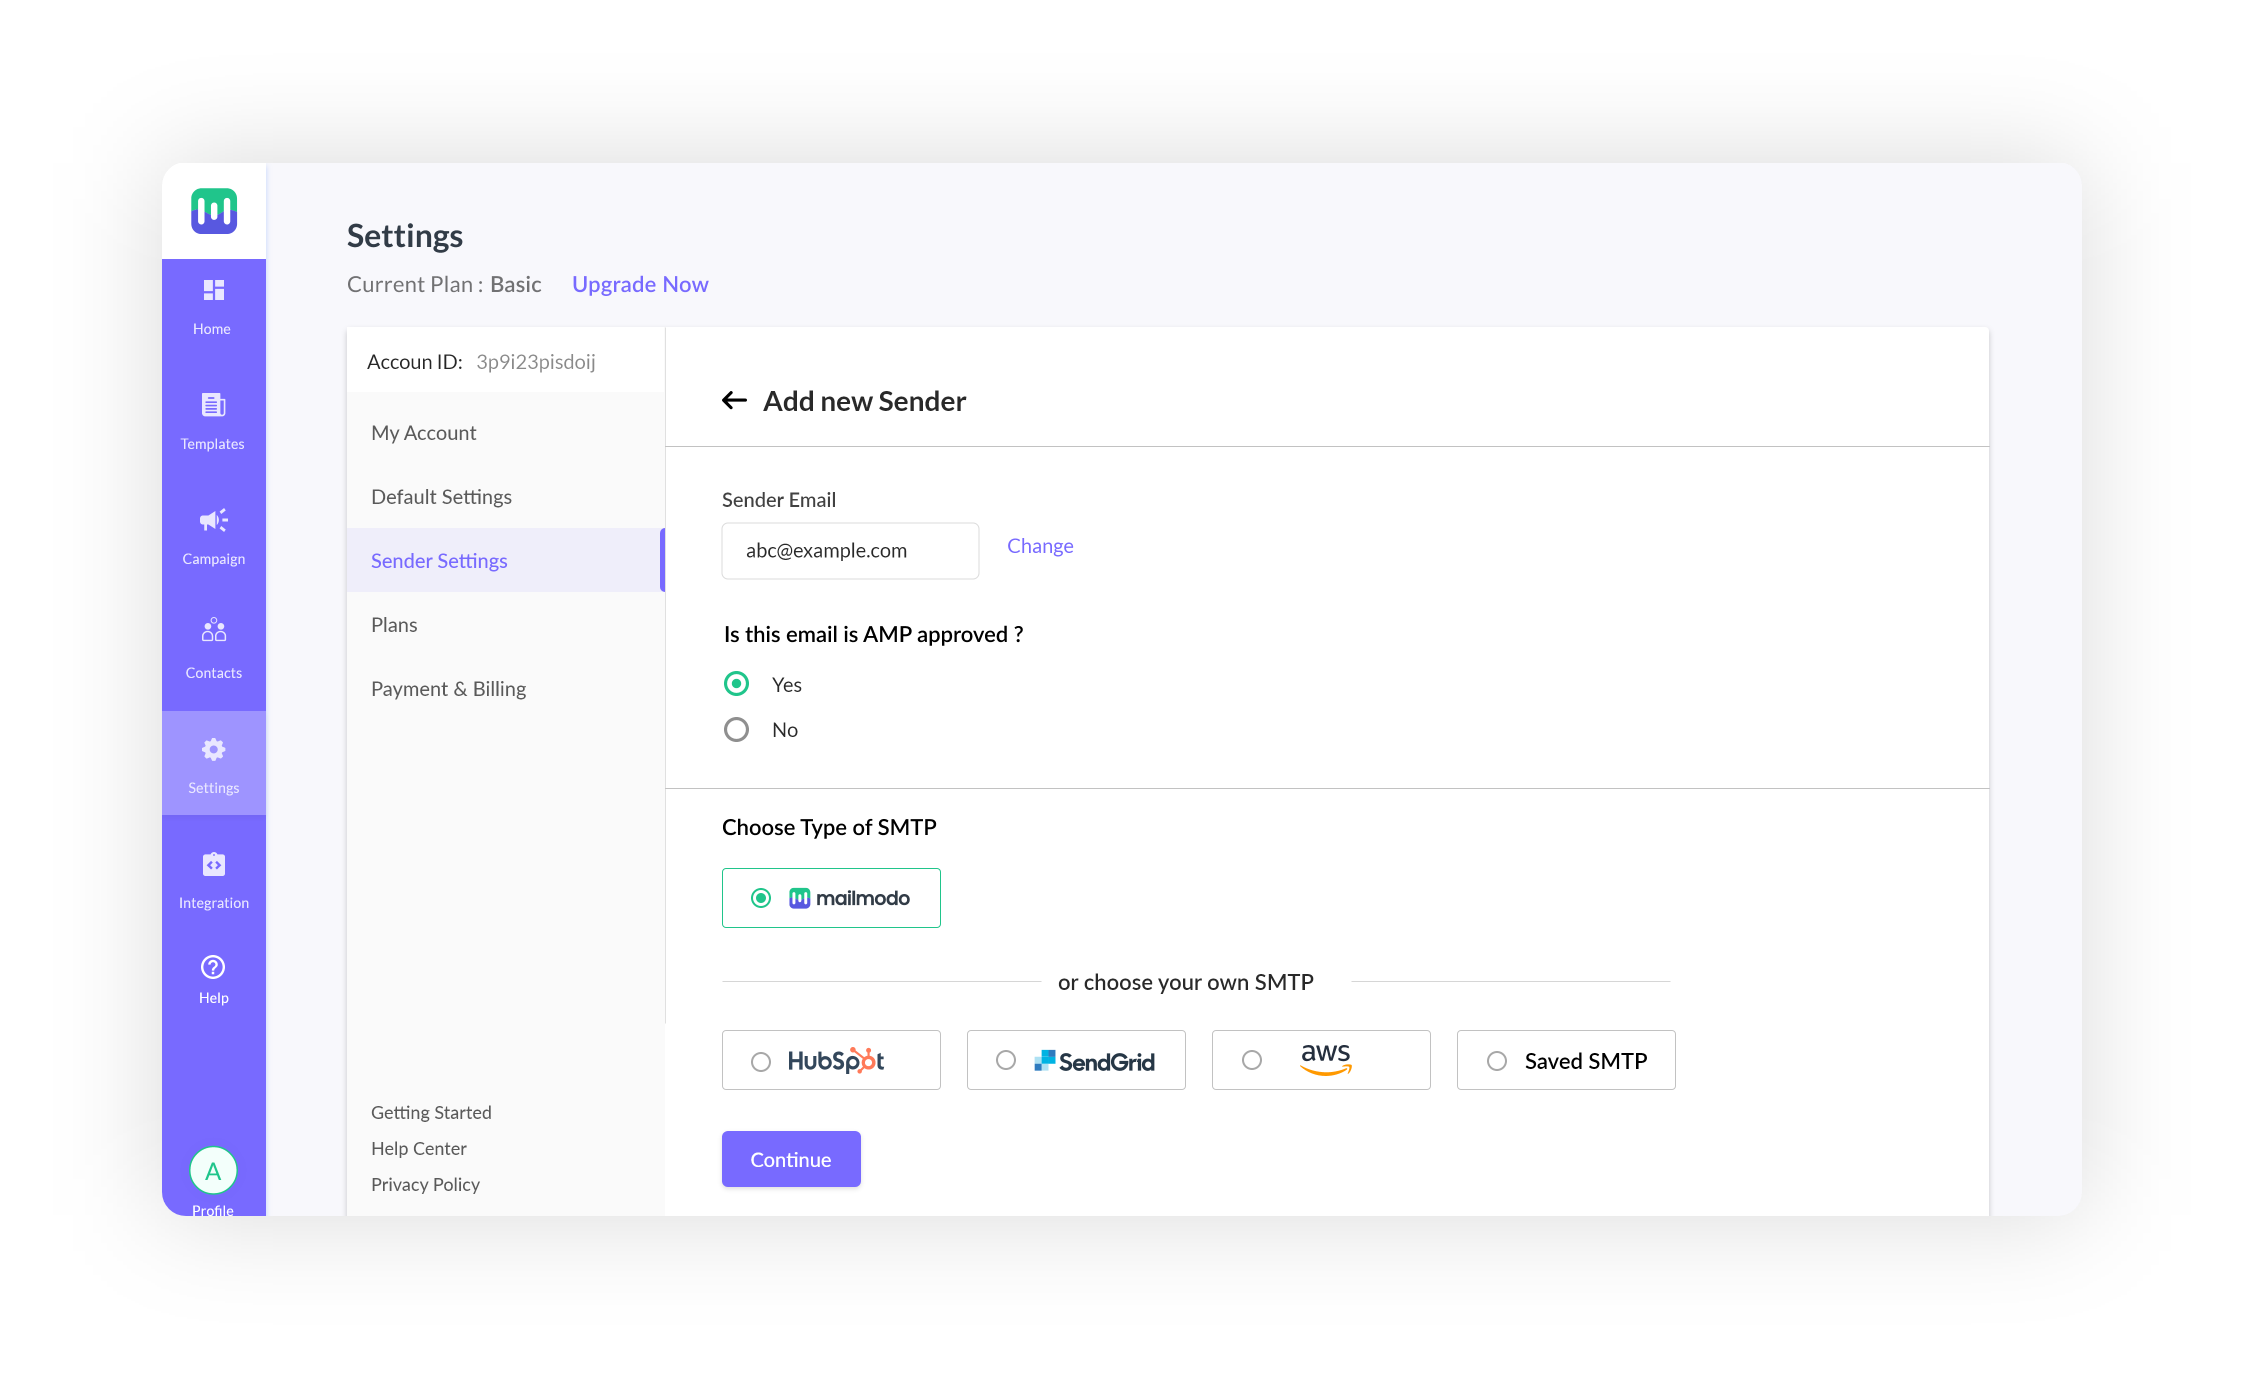 Home
Templates
Campaign
Contacts
Settings
Integration
Help
A
Profile
Settings
Current Plan : Basic Upgrade Now
Accoun ID: 3p9i23pisdoij
My Account
Default Settings
Sender Settings
Plans
Payment & Billing
Getting Started
Help Center
Privacy Policy
Add new Sender
Sender Email
abc@example.com Change
Is this email is AMP approved ?
Yes
No
Choose Type of SMTP
mailmodo
or choose your own SMTP
HubSpot SendGrid aws Saved SMTP
Continue